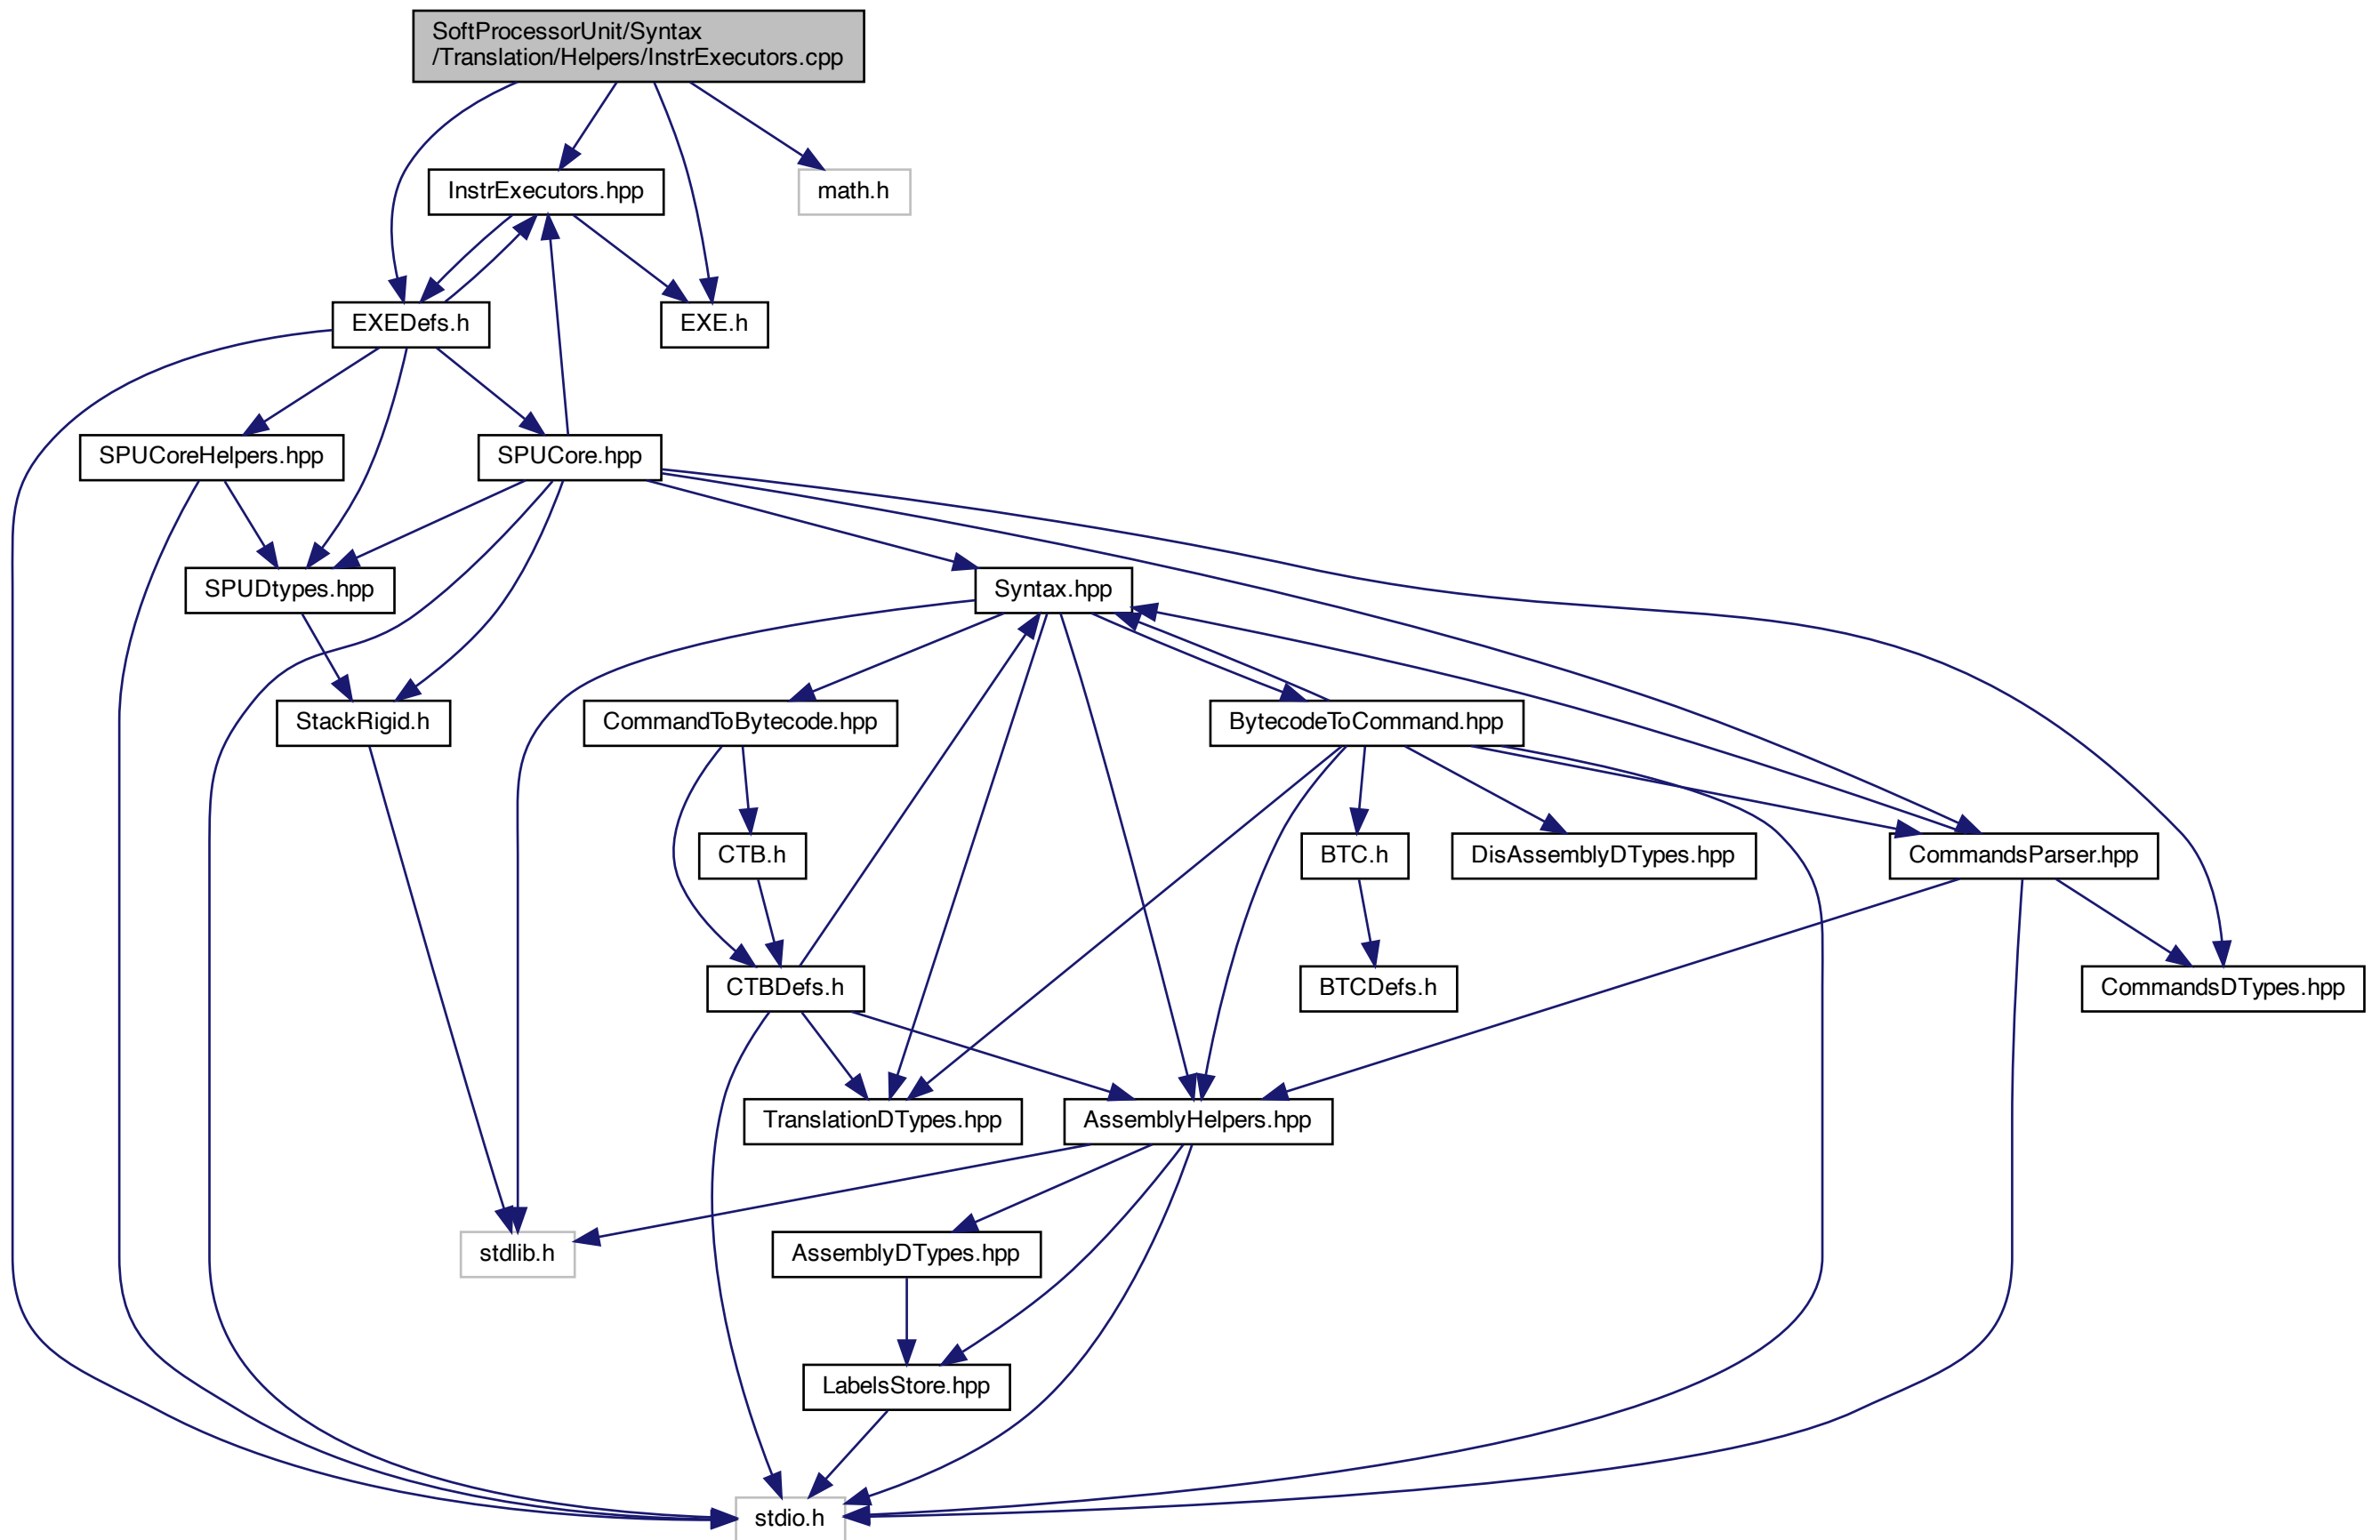 SoftProcessorUnit/Syntax
/Translation/Helpers/InstrExecutors.cpp
InstrExecutors.hpp
math.h
EXEDefs.h
EXE.h
SPUCoreHelpers.hpp
SPUCore.hpp
SPUDtypes.hpp
Syntax.hpp
StackRigid.h
CommandToBytecode.hpp
BytecodeToCommand.hpp
CTB.h
BTC.h
DisAssemblyDTypes.hpp
CommandsParser.hpp
CTBDefs.h
BTCDefs.h
CommandsDTypes.hpp
TranslationDTypes.hpp
AssemblyHelpers.hpp
stdlib.h
AssemblyDTypes.hpp
LabelsStore.hpp
stdio.h